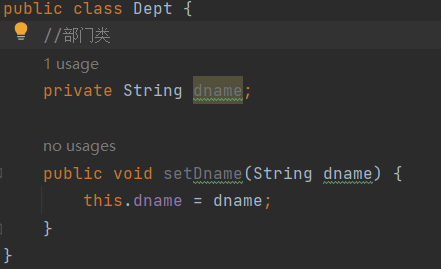 public class Dept {
//部门类
1 usage
private String dname;
no usages
public void setDname(String dname) {
this.dname = dname;
}
}